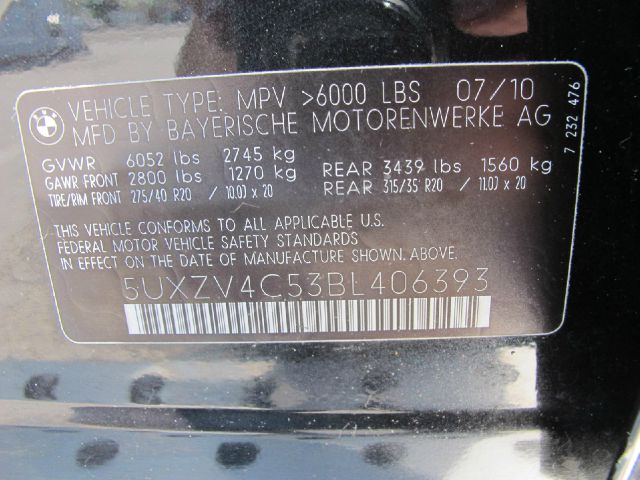 BMW
VEHICLE TYPE: MPV >6000 LBS 07/10
MFD BY BAYERISCHE MOTORENWERKE AG
GVWR 6052 lbs 2745 kg
GAWR FRONT 2800 lbs 1270 kg REAR 3439 lbs 1560 kg
TIRE/RIM FRONT 275/40 R20 / 10.0J x 20 REAR 315/35 R20 / 11.0J x 20
THIS VEHICLE CONFORMS TO ALL APPLICABLE U.S.
FEDERAL MOTOR VEHICLE SAFETY STANDARDS
IN EFFECT ON THE DATE OF MANUFACTURE SHOWN ABOVE.
5UXZV4C53BL406393
7 232 476